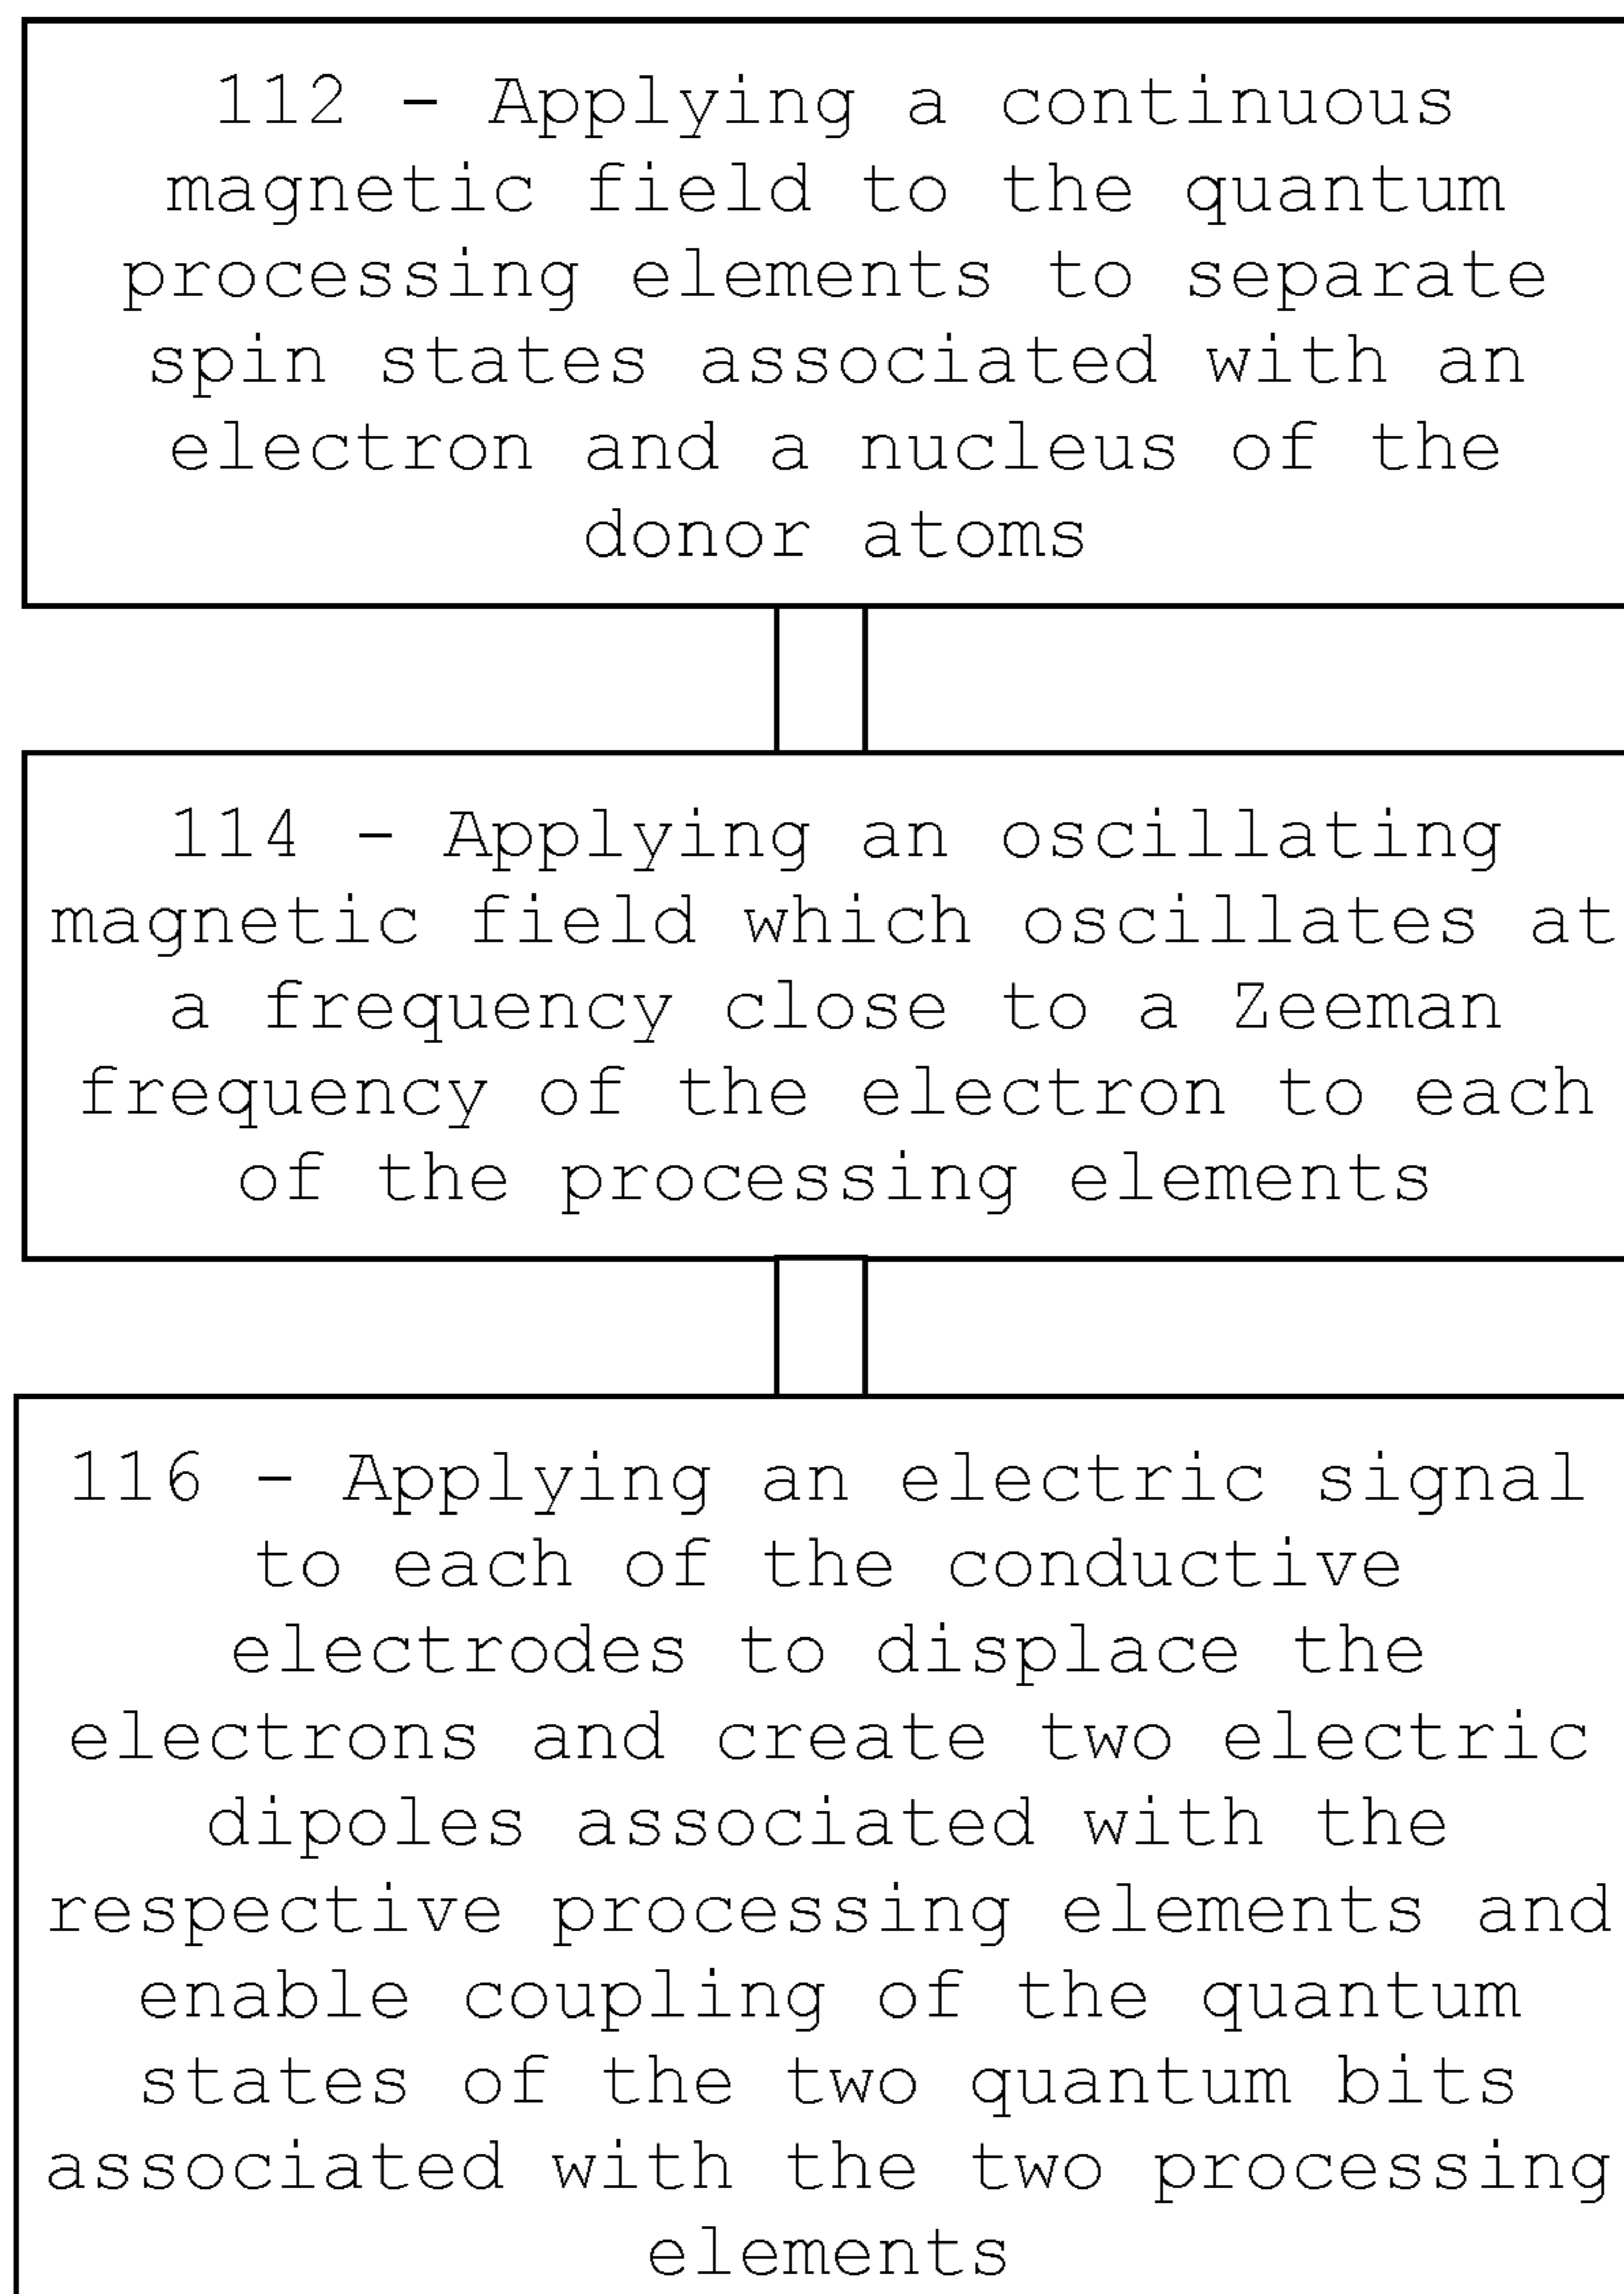 112 - Applying a continuous
magnetic field to the quantum
processing elements to separate
spin states associated with an
electron and a nucleus of the
donor atoms
114 - Applying an oscillating
magnetic field which oscillates at
a frequency close to a Zeeman
frequency of the electron to each
of the processing elements
116 - Applying an electric signal
to each of the conductive
electrodes to displace the
electrons and create two electric
dipoles associated with the
respective processing elements and
enable coupling of the quantum
states of the two quantum bits
associated with the two processing
elements